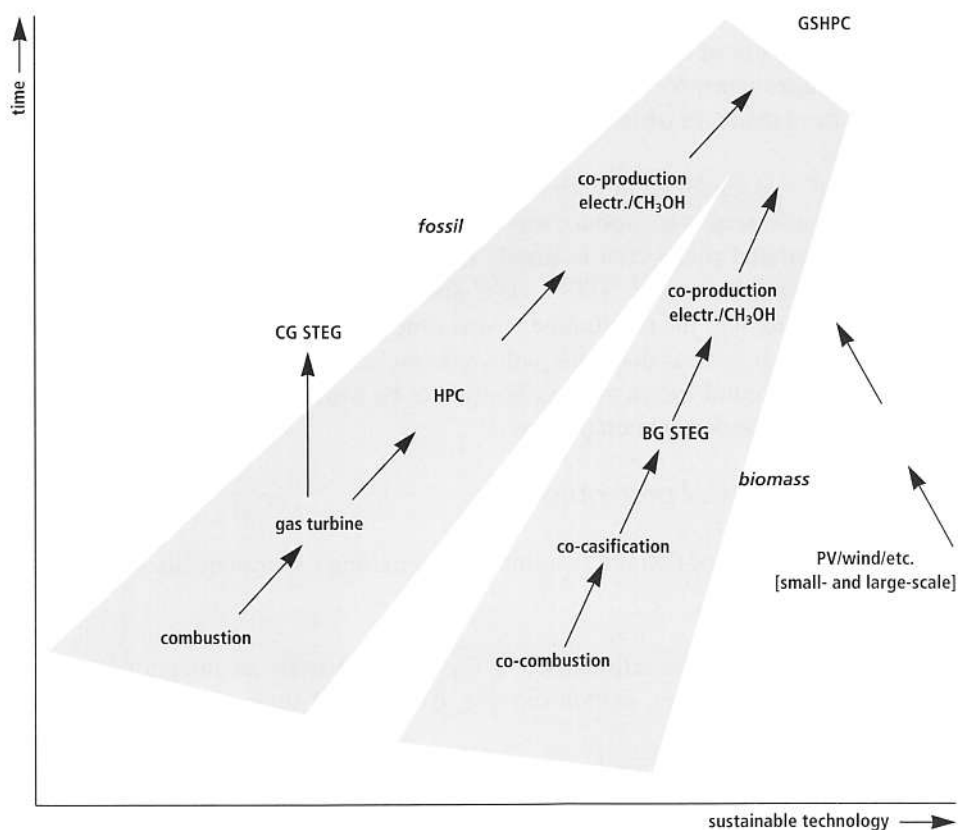 GSHPC
time
co-production
electr./CH₃OH
fossil
co-production
electr./CH₃OH
CG STEG
HPC
BG STEG
biomass
gas turbine
co-casification
PV/wind/etc.
[small- and large-scale]
combustion
co-combustion
sustainable technology